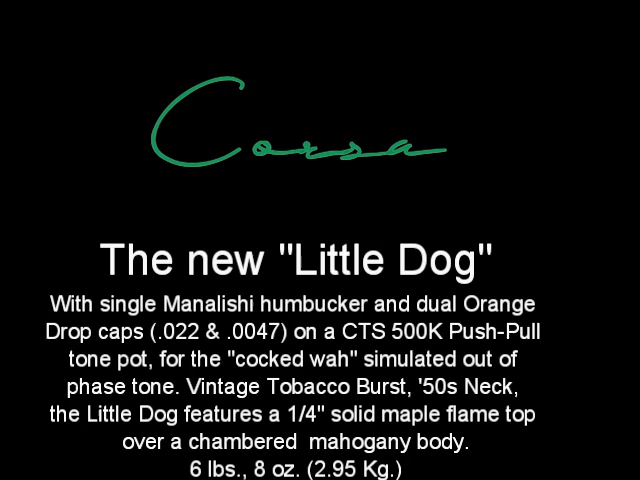 Corsa
The new "Little Dog"
With single Manalishi humbucker and dual Orange
Drop caps (.022 & .0047) on a CTS 500K Push-Pull
tone pot, for the "cocked wah" simulated out of
phase tone. Vintage Tobacco Burst, '50s Neck,
the Little Dog features a 1/4" solid maple flame top
over a chambered  mahogany body.
6 lbs., 8 oz. (2.95 Kg.)